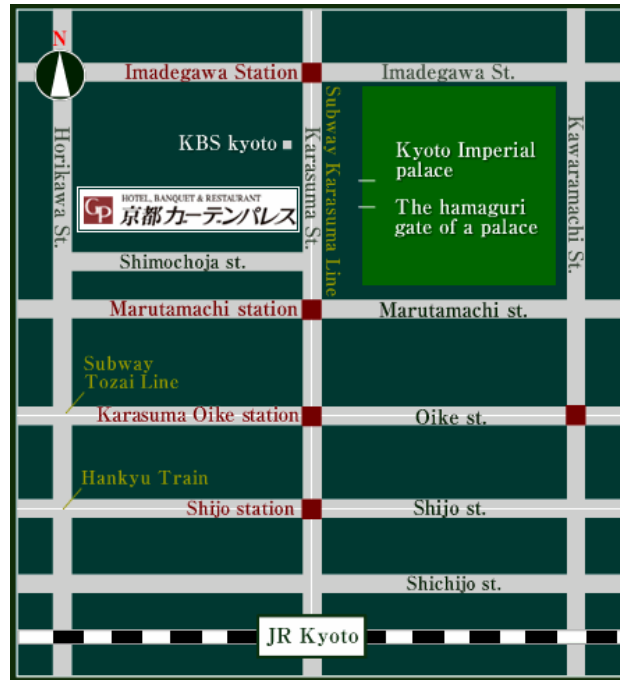 N
Imadegawa Station
Imadegawa St.
Horikawa St.
KBS kyoto
Karasuma St.
Subway Karasuma Line
Kyoto Imperial
palace
The hamaguri
gate of a palace
Kawaramachi St.
GP
HOTEL, BANQUET & RESTAURANT
京都ガーデンパレス
Shimochoja st.
Marutamachi station
Marutamachi st.
Subway
Tozai Line
Karasuma Oike station
Oike st.
Hankyu Train
Shijo station
Shijo st.
Shichijo st.
JR Kyoto